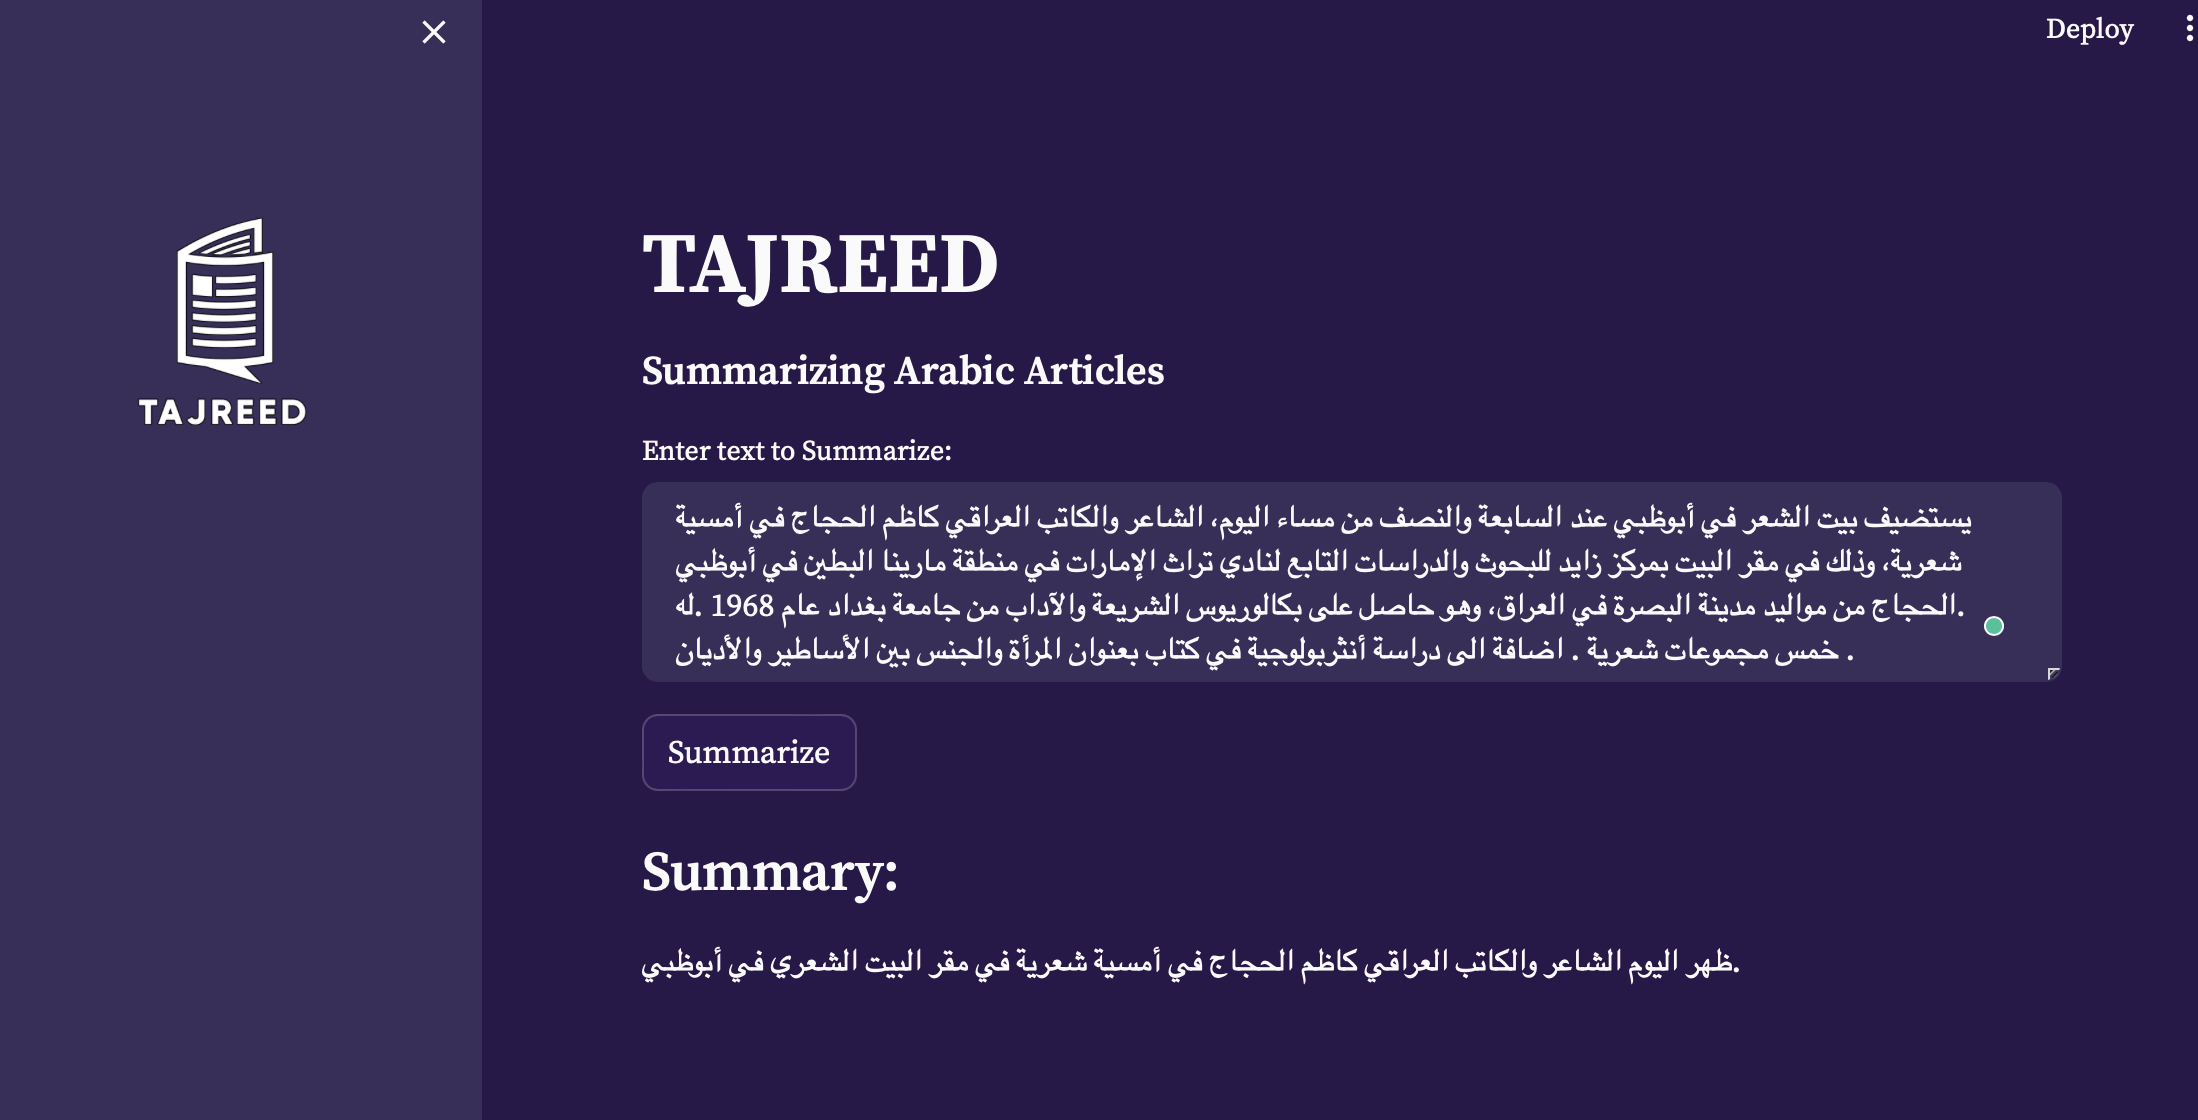 Deploy
TAJREED
TAJREED
Summarizing Arabic Articles
Enter text to Summarize:
يستضيف بيت الشعر في أبوظبي عند السابعة والنصف من مساء اليوم، الشاعر والكاتب العراقي كاظم الحجاج في أمسية
شعرية، وذلك في مقر البيت بمركز زايد للبحوث والدراسات التابع لنادي تراث الإمارات في منطقة مارينا البطين في أبوظبي
.الحجاج من مواليد مدينة البصرة في العراق، وهو حاصل على بكالوريوس الشريعة والآداب من جامعة بغداد عام 1968 .له
. خمس مجموعات شعرية . اضافة الى دراسة أنثربولوجية في كتاب بعنوان المرأة والجنس بين الأساطير والأديان
Summarize
Summary:
.ظهر اليوم الشاعر والكاتب العراقي كاظم الحجاج في أمسية شعرية في مقر البيت الشعري في أبوظبي